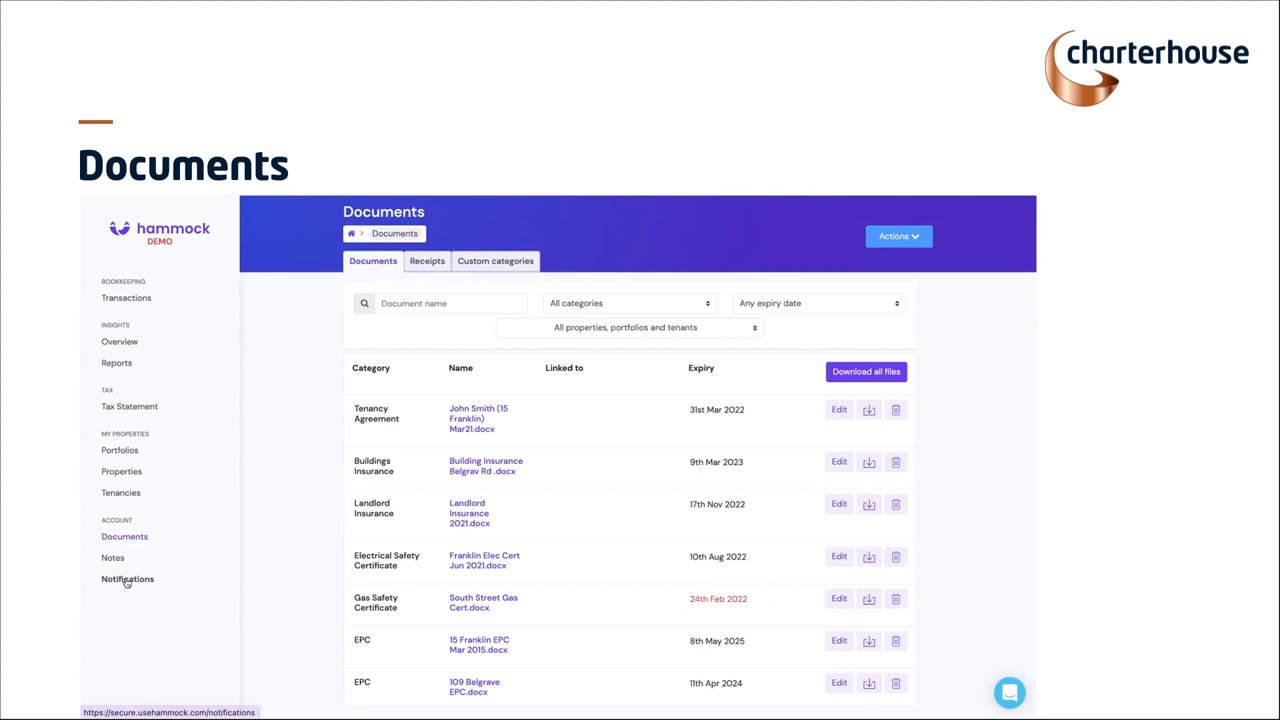 charterhouse
Documents
hammock
DEMO
BOOKKEEPING
Transactions
INSIGHTS
Overview
Reports
TAX
Tax Statement
MY PROPERTIES
Portfolios
Properties
Tenancies
ACCOUNT
Documents
Notes
Notifications
Documents
> Documents
Actions
Documents Receipts Custom categories
Document name All categories Any expiry date
All properties, portfolios and tenants
Category Name Linked to Expiry Download all files
Tenancy
Agreement
John Smith (15
Franklin)
Mar21.docx
31st Mar 2022
Edit
Buildings
Insurance
Building Insurance
Belgrav Rd .docx
9th Mar 2023
Edit
Landlord
Insurance
Landlord
Insurance
2021.docx
17th Nov 2022
Edit
Electrical Safety
Certificate
Franklin Elec Cert
Jun 2021.docx
10th Aug 2022
Edit
Gas Safety
Certificate
South Street Gas
Cert.docx
24th Feb 2022
Edit
EPC
15 Franklin EPC
Mar 2015.docx
8th May 2025
Edit
EPC
109 Belgrave
EPC.docx
11th Apr 2024
Edit
https://secure.usehammock.com/notifications